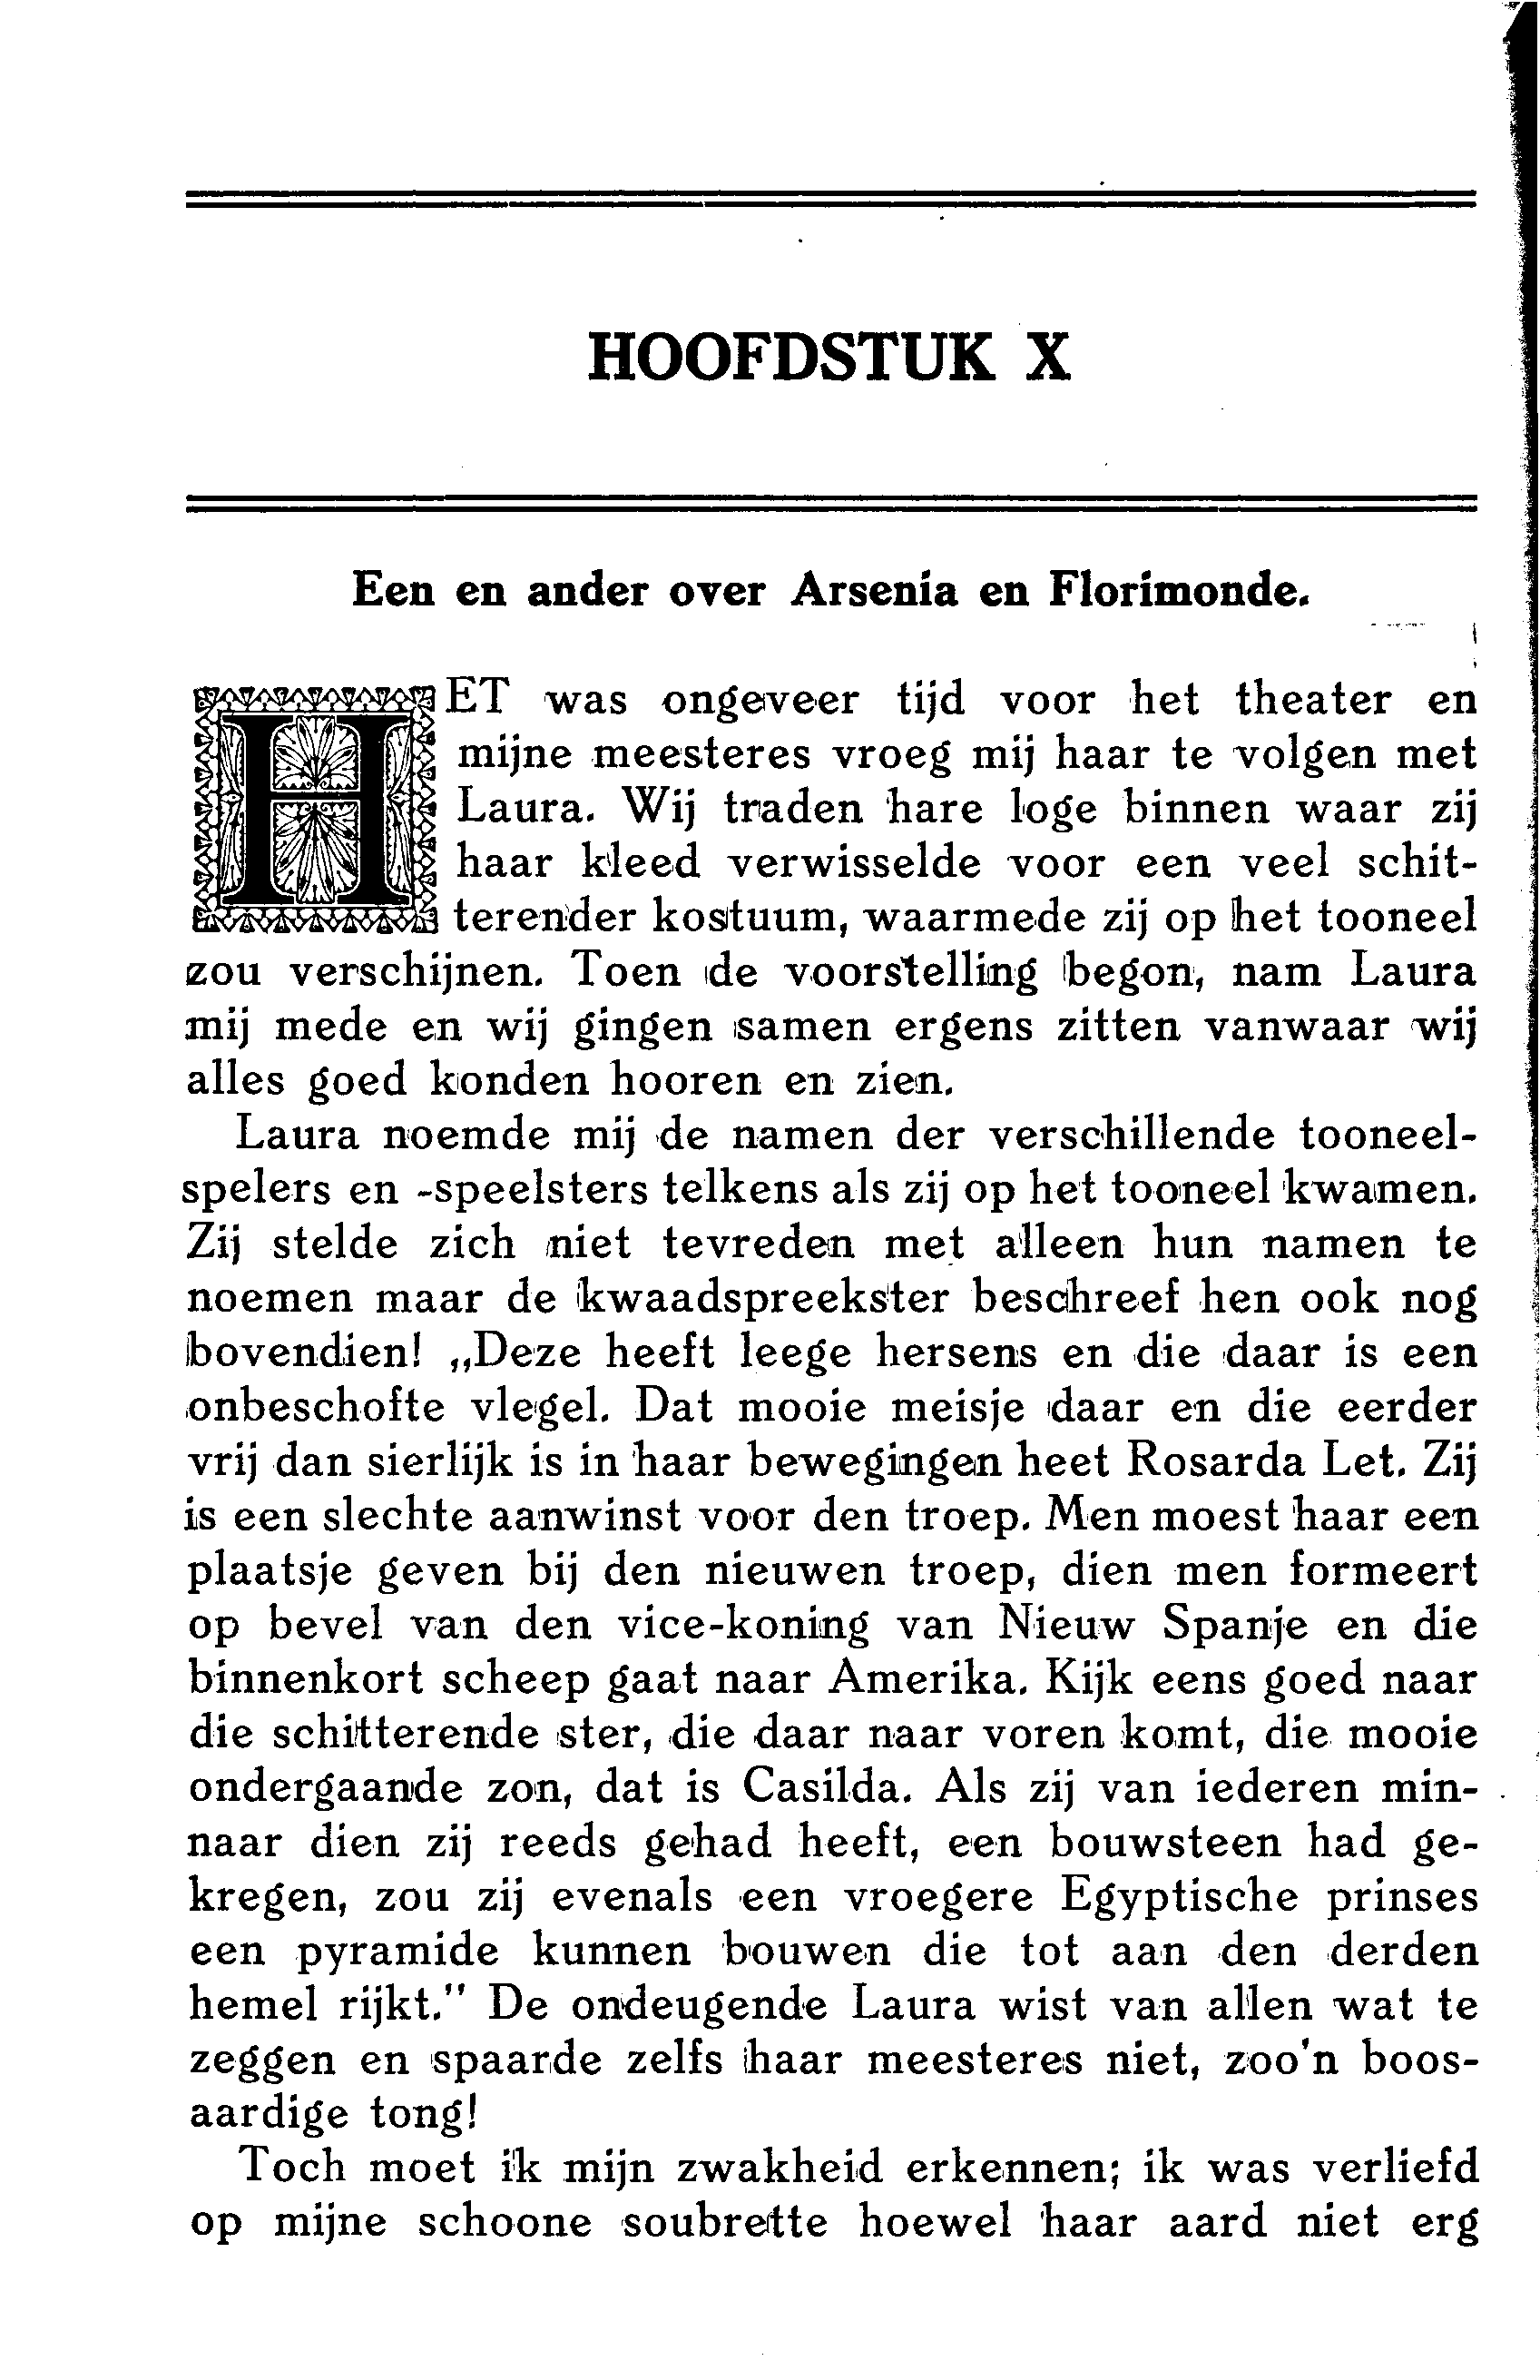 HOOFDSTUK X
Een en ander over Arsenia en Florimonde.
HET was ongeveer tijd voor het theater en
mijne meesteres vroeg mij haar te volgen met
Laura. Wij traden hare loge binnen waar zij
haar kleed verwisselde voor een veel schit-
terender kostuum, waarmede zij op het tooneel
zou verschijnen. Toen de voorstelling begon, nam Laura
mij mede en wij gingen samen ergens zitten vanwaar wij
alles goed konden hooren en zien.
Laura noemde mij de namen der verschillende tooneel-
spelers en -speelsters telkens als zij op het tooneel kwamen.
Zij stelde zich niet tevreden met alleen hun namen te
noemen maar de kwaadspreekster beschreef hen ook nog
bovendien! „Deze heeft leege hersens en die daar is een
onbeschofte vlegel. Dat mooie meisje daar en die eerder
vrij dan sierlijk is in haar bewegingen heet Rosarda Let. Zij
is een slechte aanwinst voor den troep. Men moest haar een
plaatsje geven bij den nieuwen troep, dien men formeert
op bevel van den vice-koning van Nieuw Spanje en die
binnenkort scheep gaat naar Amerika. Kijk eens goed naar
die schitterende ster, die daar naar voren komt, die mooie
ondergaande zon, dat is Casilda. Als zij van iederen min-
naar dien zij reeds gehad heeft, een bouwsteen had ge-
kregen, zou zij evenals een vroegere Egyptische prinses
een pyramide kunnen bouwen die tot aan den derden
hemel rijkt." De ondeugende Laura wist van allen wat te
zeggen en spaarde zelfs haar meesteres niet, zoo'n boos-
aardige tong!
Toch moet ik mijn zwakheid erkennen; ik was verliefd
op mijne schoone soubrette hoewel haar aard niet erg